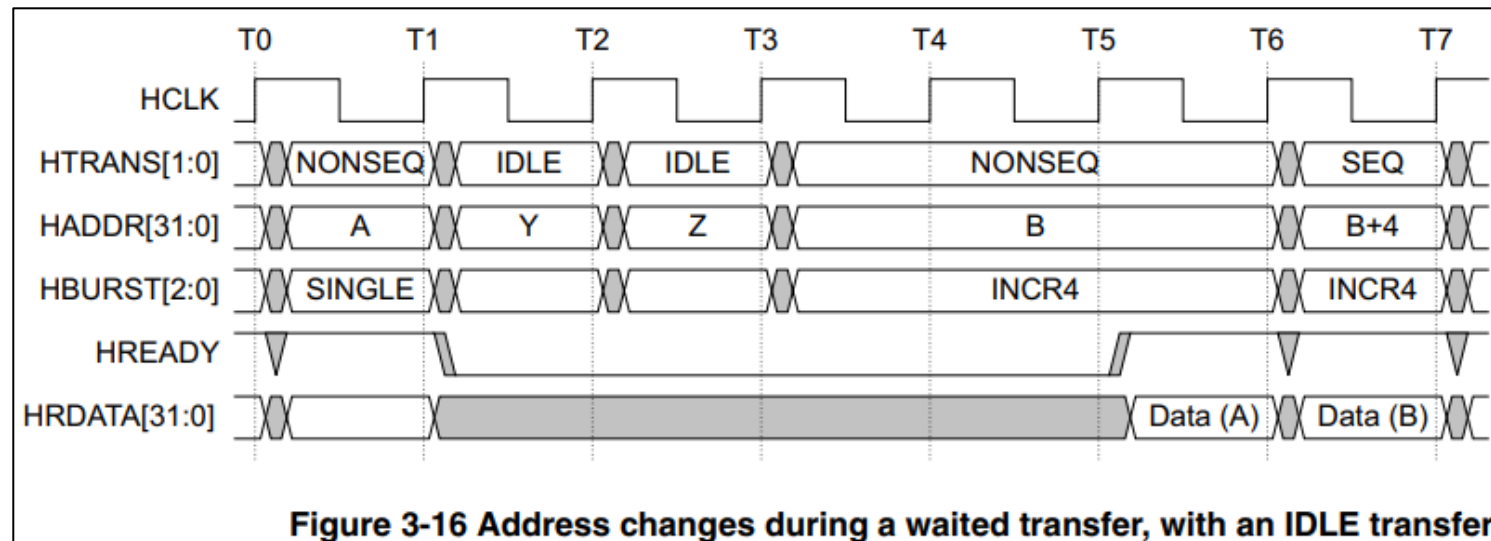 T0 T1 T2 T3 T4 T5 T6 T7
HCLK
HTRANS[1:0] NONSEQ IDLE IDLE NONSEQ SEQ
HADDR[31:0] A Y Z B B+4
HBURST[2:0] SINGLE INCR4 INCR4
HREADY
HRDATA[31:0] Data (A) Data (B)
Figure 3-16 Address changes during a waited transfer, with an IDLE transfer